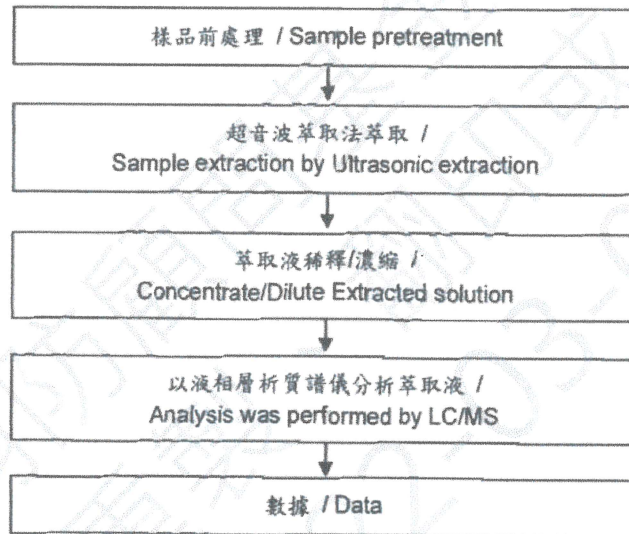 樣品前處理 / Sample pretreatment
超音波萃取法萃取 /
Sample extraction by Ultrasonic extraction
萃取液稀釋/濃縮 /
Concentrate/Dilute Extracted solution
以液相層析質譜儀分析萃取液 /
Analysis was performed by LC/MS
數據 / Data